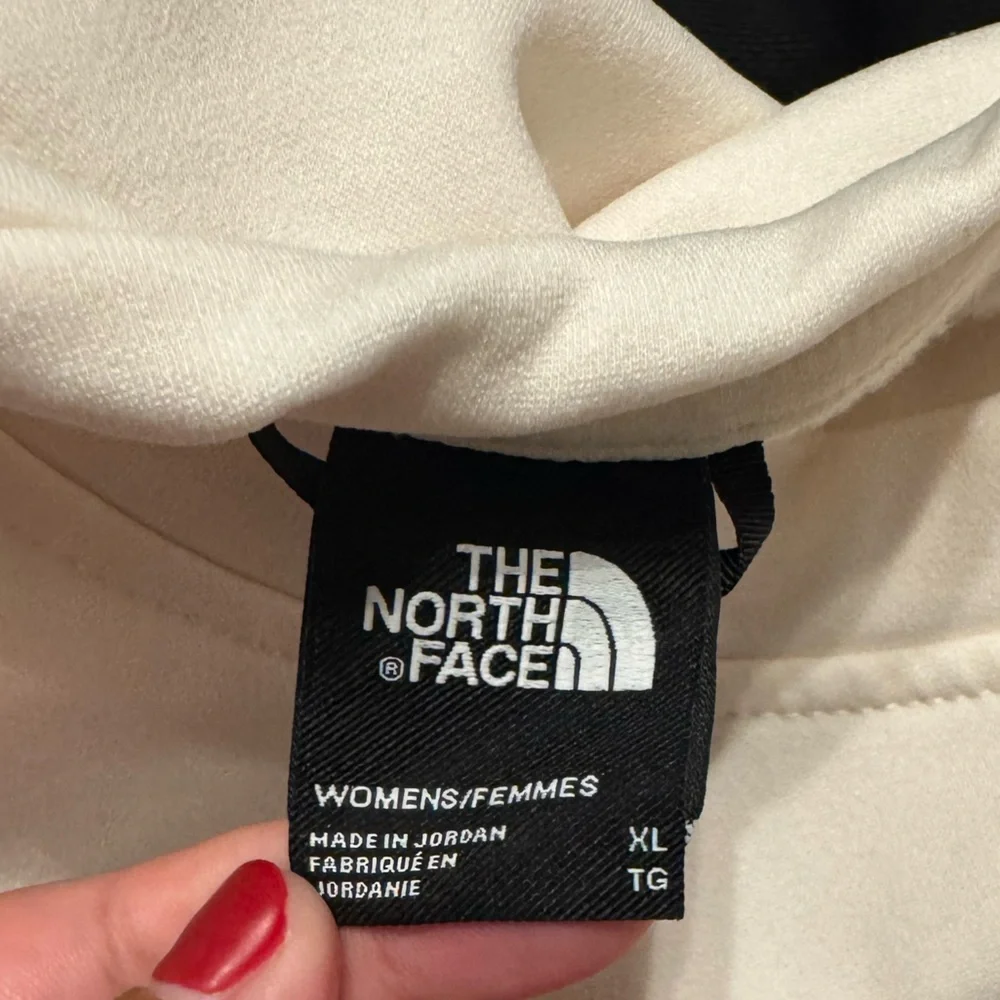 THE
NORTH
®FACE
WOMENS/FEMMES
MADE IN JORDAN
FABRIQUÉ EN
JORDANIE
XL
TG